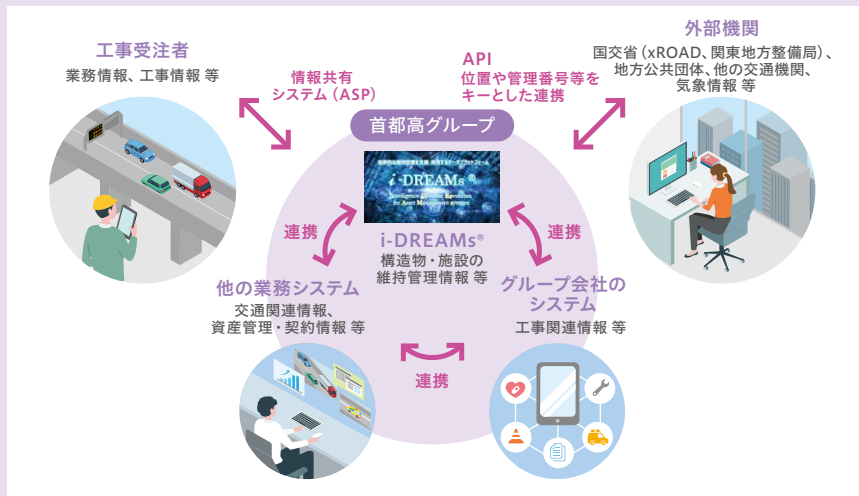 工事受注者
業務情報、工事情報 等
情報共有
システム（ASP）
API
位置や管理番号等を
キーとした連携
外部機関
国交省（xROAD、関東地方整備局）、
地方公共団体、他の交通機関、
気象情報 等
首都高グループ
i-DREAMs®
Intelligence Dynamic Revolution
for Asset Management system
連携
i-DREAMs®
構造物・施設の
維持管理情報 等
連携
他の業務システム
交通関連情報、
資産管理・契約情報 等
グループ会社の
システム
工事関連情報 等
連携